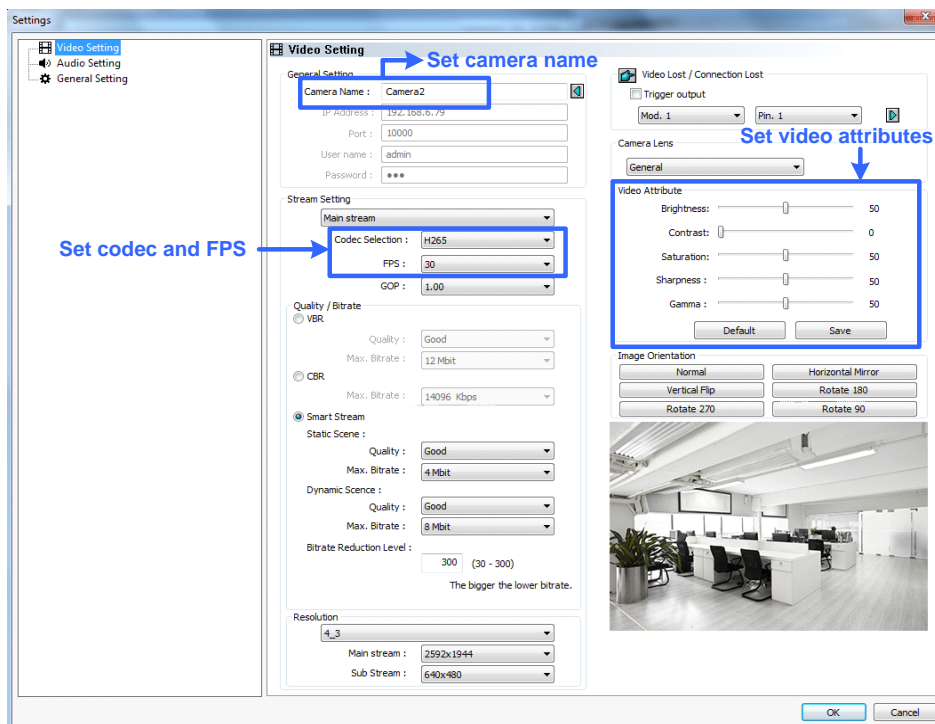 Settings
Video Setting
Audio Setting
General Setting
Video Setting
Set camera name
General Setting
Camera Name : Camera2
IP Address : 192.168.6.79
Port : 10000
User name : admin
Password : ●●●
Stream Setting
Main stream
Set codec and FPS
Codec Selection : H265
FPS : 30
GOP : 1.00
Quality / Bitrate
VBR
Quality : Good
Max. Bitrate : 12 Mbit
CBR
Max. Bitrate : 14096 Kbps
Smart Stream
Static Scene :
Quality : Good
Max. Bitrate : 4 Mbit
Dynamic Scence :
Quality : Good
Max. Bitrate : 8 Mbit
Bitrate Reduction Level :
300 (30 - 300)
The bigger the lower bitrate.
Resolution
4_3
Main stream : 2592x1944
Sub Stream : 640x480
Video Lost / Connection Lost
Trigger output
Mod. 1 Pin. 1
Set video attributes
Camera Lens
General
Video Attribute
Brightness: 50
Contrast: 0
Saturation: 50
Sharpness : 50
Gamma : 50
Default Save
Image Orientation
Normal Horizontal Mirror
Vertical Flip Rotate 180
Rotate 270 Rotate 90
OK Cancel